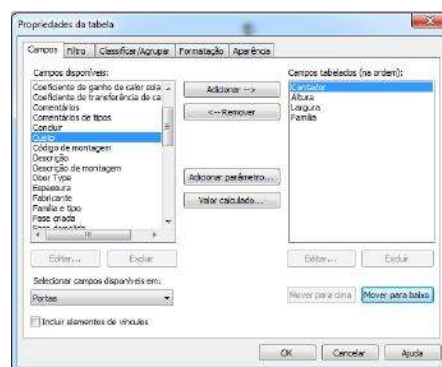 Propriedades da tabela
Campos
Filtro
Classificar/Agrupar
Formatação
Aparência
Campos disponíveis:
Coeficiente de ganho de calor sola
Coeficiente de transferência de ca
Comentários
Comentários de tipos
Concluir
Custo
Código de montagem
Descrição
Descrição de montagem
Door Type
Espessura
Fabricante
Família e tipo
Fase criada
Fase demolida
Adicionar -->
<-- Remover
Adicionar parâmetro...
Valor calculado...
Campos tabelados (na ordem):
Contador
Altura
Largura
Família
Editar...
Excluir
Editar...
Excluir
Selecionar campos disponíveis em:
Portas
Mover para cima
Mover para baixo
Incluir elementos de vínculos
OK
Cancelar
Ajuda